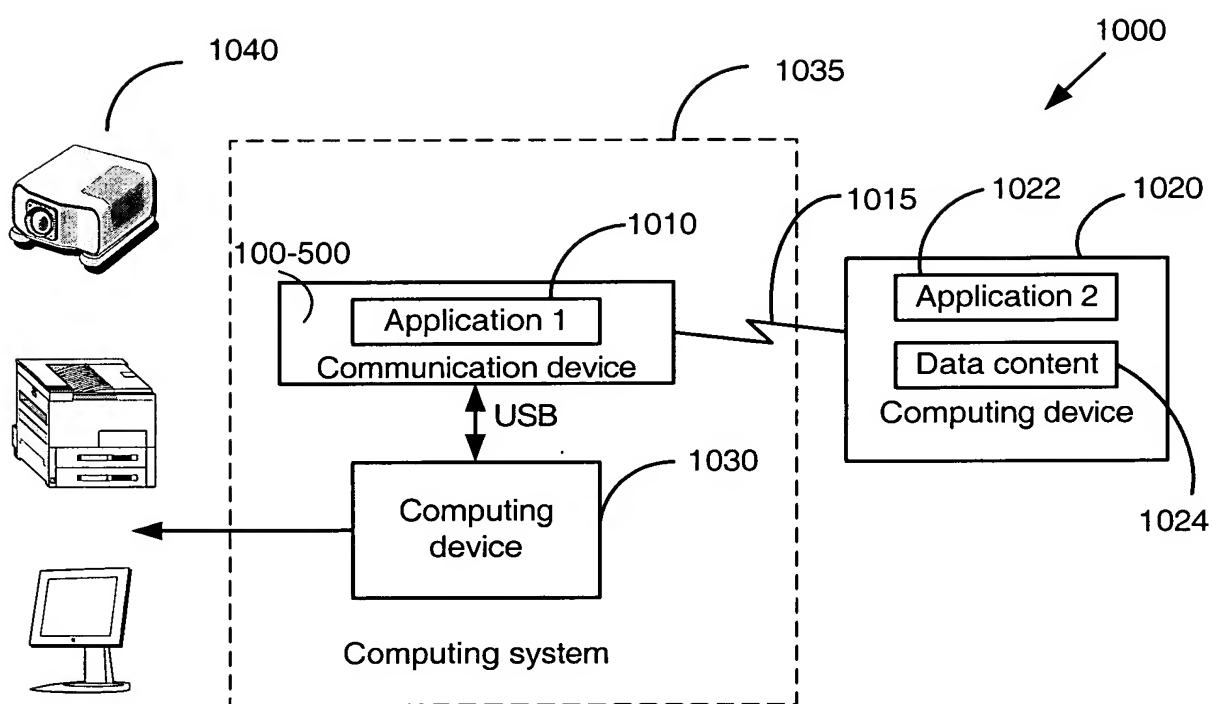 1000
1040
1035
1015
1022
1020
1010
100-500
Application 1
Communication device
Application 2
Data content
Computing device
USB
1030
Computing
device
1024
Computing system